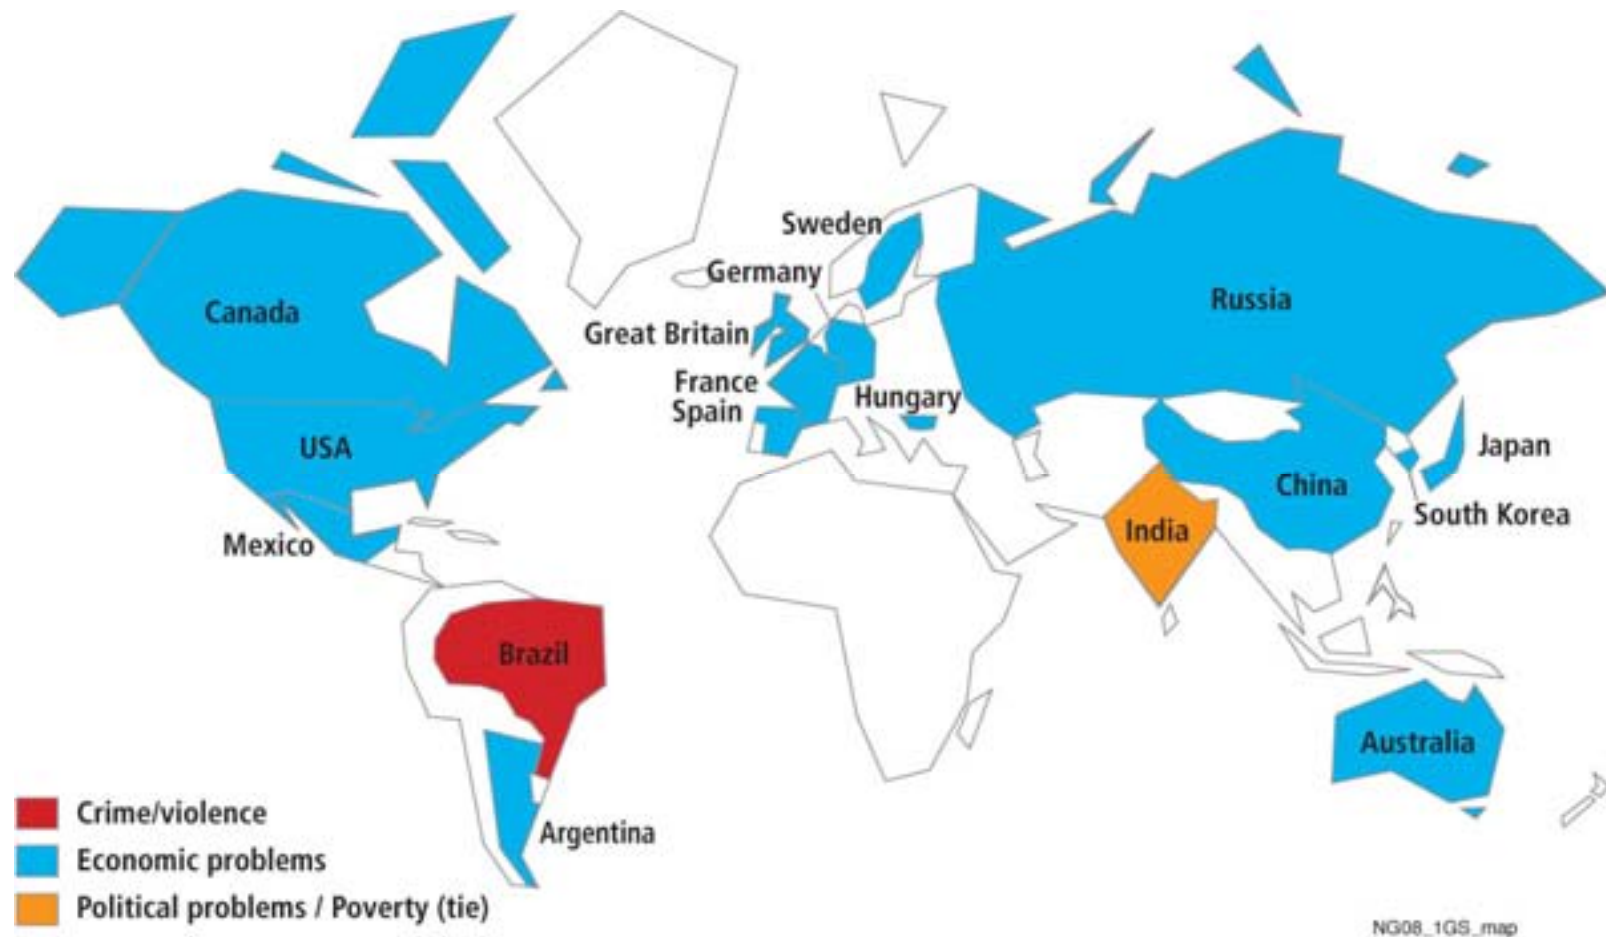 Sweden
Germany
Canada
Russia
Great Britain
France
Spain
Hungary
USA
Japan
China
South Korea
Mexico
India
Brazil
Australia
Argentina
Crime/violence
Economic problems
Political problems / Poverty (tie)
NG08_1GS_map